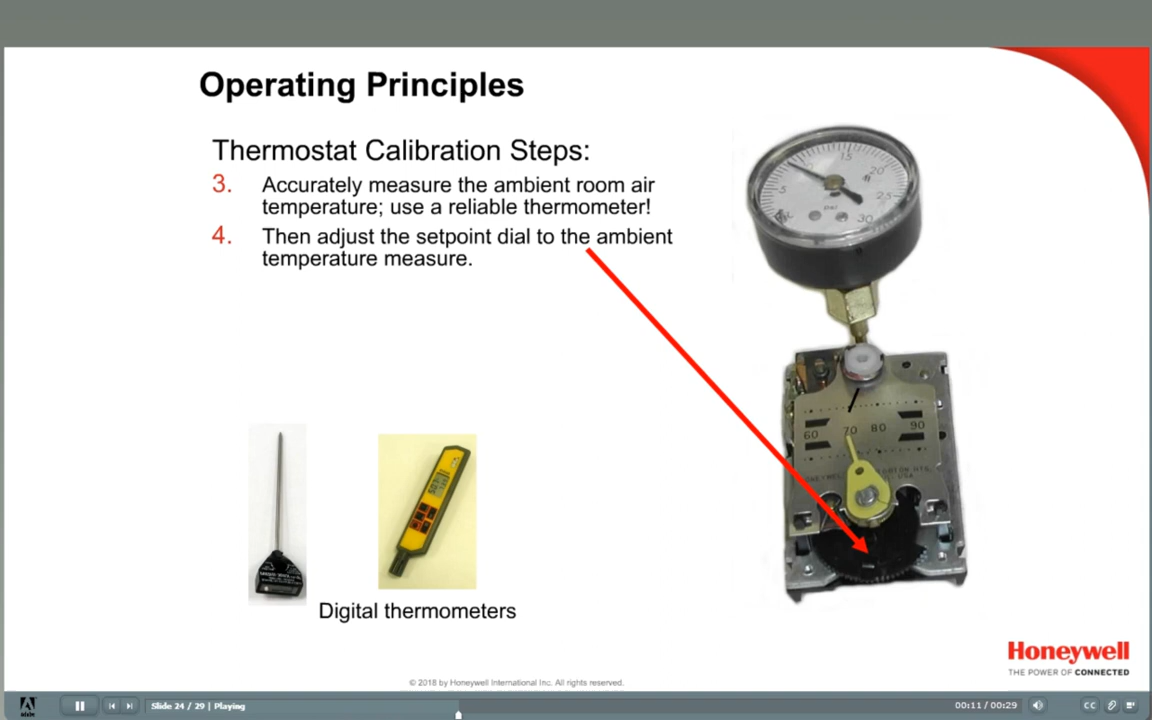 Operating Principles
Thermostat Calibration Steps:
3. Accurately measure the ambient room air
temperature; use a reliable thermometer!
4. Then adjust the setpoint dial to the ambient
temperature measure.
15
20
5
25
PSI
30
60 70 80 90
USA
Digital thermometers
Honeywell
THE POWER OF CONNECTED
© 2018 by Honeywell International Inc. All rights reserved.
Slide 24 / 29 | Playing
00:11 / 00:29
CC